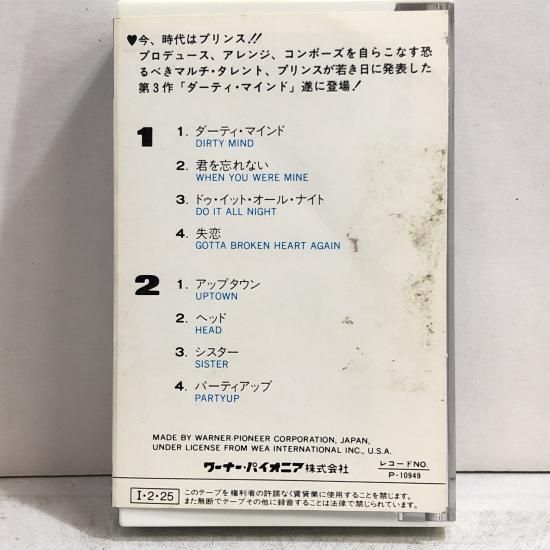 ♥今、時代はプリンス!!
プロデュース、アレンジ、コンポーズを自らこなす恐
るべきマルチ・タレント、プリンスが若き日に発表した
第3作「ダーティ・マインド」遂に登場!
1 1. ダーティ・マインド
DIRTY MIND
2. 君を忘れない
WHEN YOU WERE MINE
3. ドゥ・イット・オール・ナイト
DO IT ALL NIGHT
4. 失恋
GOTTA BROKEN HEART AGAIN
2 1. アップタウン
UPTOWN
2. ヘッド
HEAD
3. シスター
SISTER
4. パーティアップ
PARTYUP
MADE BY WARNER-PIONEER CORPORATION, JAPAN,
UNDER LICENSE FROM WEA INTERNATIONAL INC., U.S.A.
ワーナー・パイオニア株式会社
レコードNO.
P-10949
I・2・25
このテープを権利者の許諾なく賃貸業に使用することを禁じます。
また無断でテープその他に録音することは法律で禁じられています。